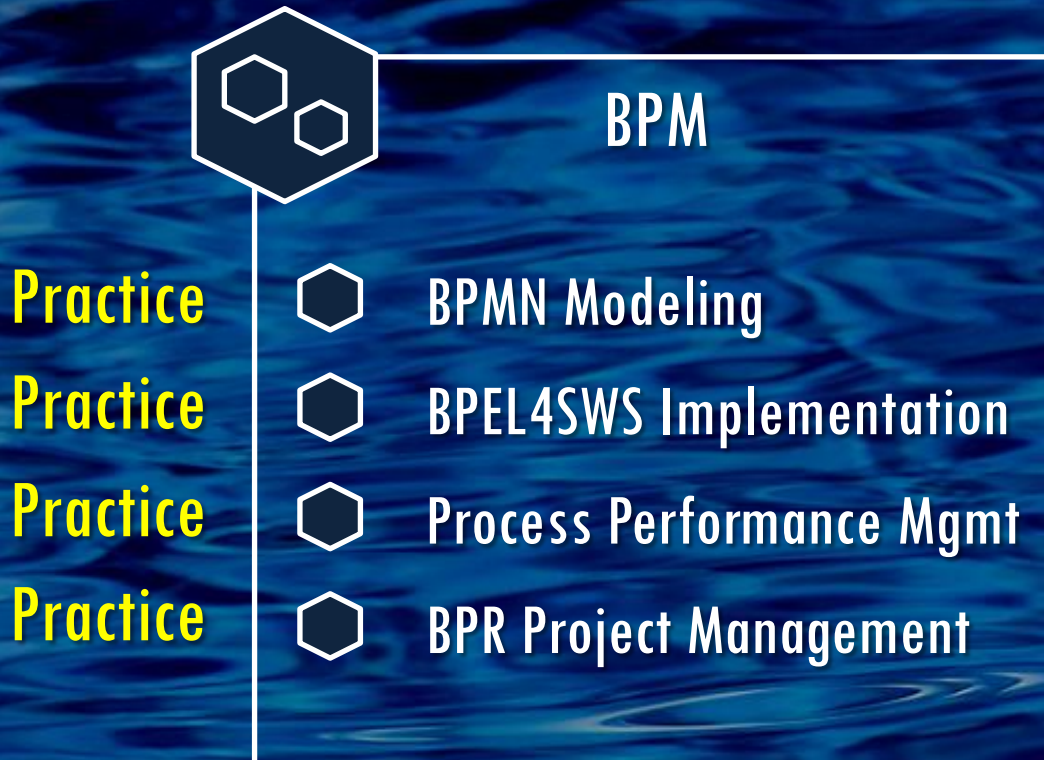 BPM
Practice BPMN Modeling
Practice BPEL4SWS Implementation
Practice Process Performance Mgmt
Practice BPR Project Management